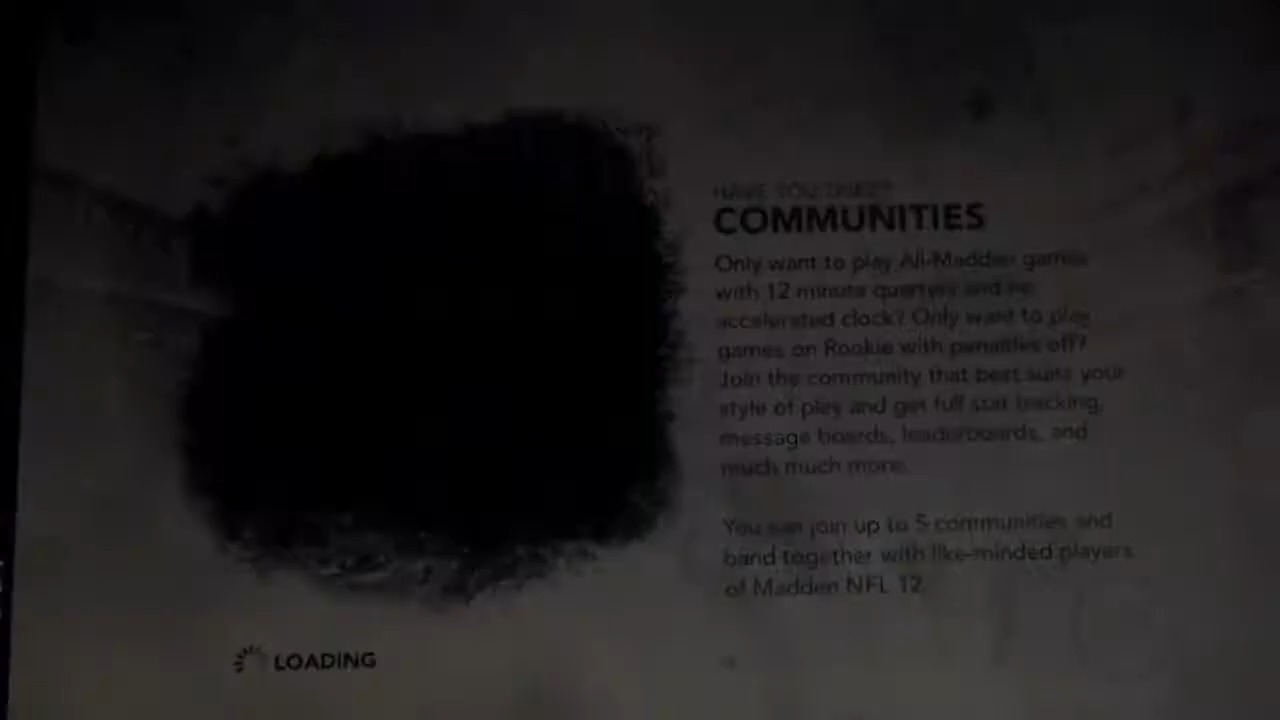 HAVE YOU TRIED?
COMMUNITIES
Only want to play All-Madden games
with 12 minute quarters and no
accelerated clock? Only want to play
games on Rookie with penalties off?
Join the community that best suits your
style of play and get full stat tracking,
message boards, leaderboards, and
much much more.
You can join up to 5 communities and
band together with like-minded players
of Madden NFL 12.
LOADING